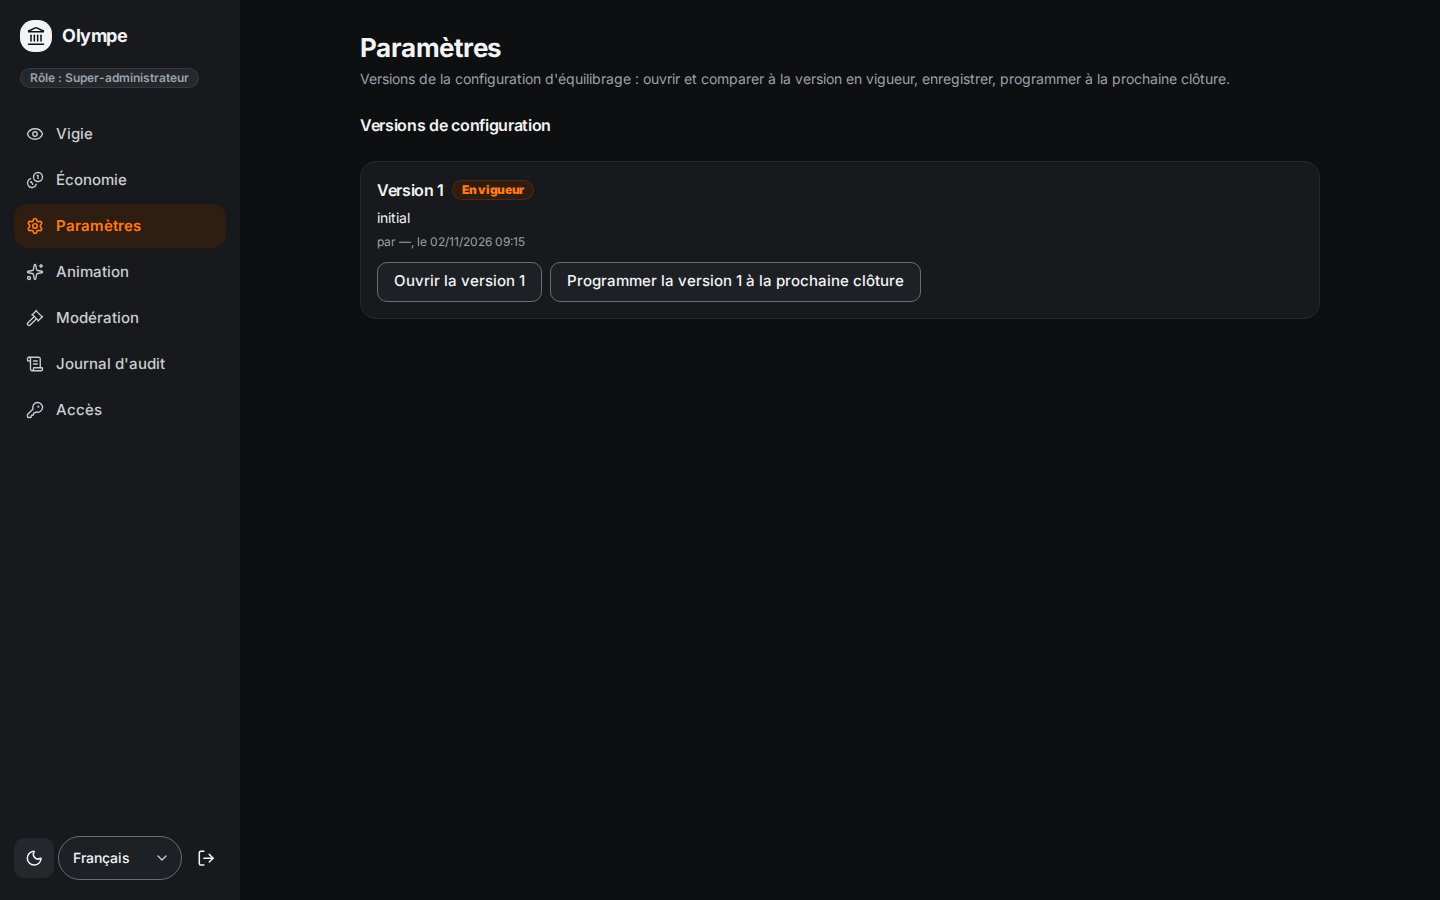 Olympe
Rôle : Super-administrateur
Vigie
Économie
Paramètres
Animation
Modération
Journal d'audit
Accès
Français
Paramètres
Versions de la configuration d'équilibrage : ouvrir et comparer à la version en vigueur, enregistrer, programmer à la prochaine clôture.
Versions de configuration
Version 1 En vigueur
initial
par —, le 02/11/2026 09:15
Ouvrir la version 1 Programmer la version 1 à la prochaine clôture